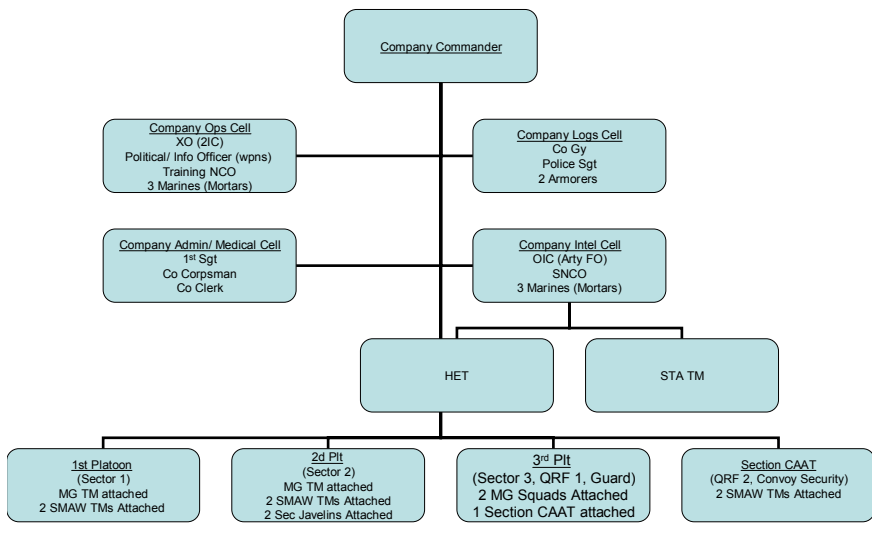 Company Commander
Company Ops Cell
XO (2IC)
Political/ Info Officer (wpns)
Training NCO
3 Marines (Mortars)
Company Logs Cell
Co Gy
Police Sgt
2 Armorers
Company Admin/ Medical Cell
1st Sgt
Co Corpsman
Co Clerk
Company Intel Cell
OIC (Arty FO)
SNCO
3 Marines (Mortars)
HET
STA TM
1st Platoon
(Sector 1)
MG TM attached
2 SMAW TMs Attached
2d Plt
(Sector 2)
MG TM attached
2 SMAW TMs Attached
2 Sec Javelins Attached
3rd Plt
(Sector 3, QRF 1, Guard)
2 MG Squads Attached
1 Section CAAT attached
Section CAAT
(QRF 2, Convoy Security)
2 SMAW TMs Attached